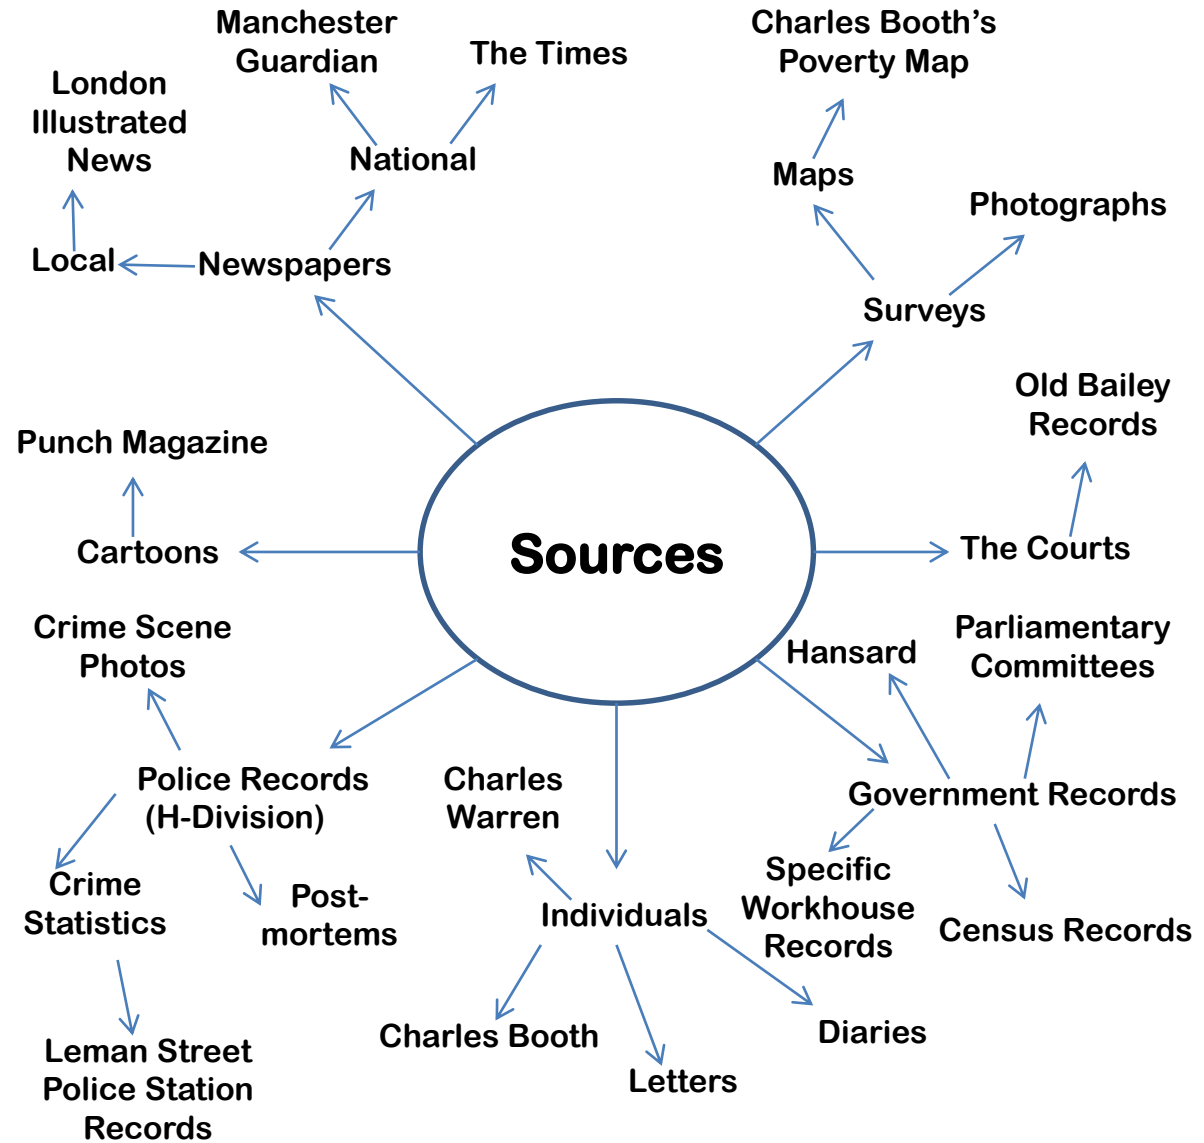 Manchester
Guardian
The Times
Charles Booth's
Poverty Map
London
Illustrated
News
National
Maps
Photographs
Local
Newspapers
Surveys
Old Bailey
Records
Punch Magazine
Cartoons
Sources
The Courts
Crime Scene
Photos
Hansard
Parliamentary
Committees
Police Records
(H-Division)
Charles
Warren
Government Records
Crime
Statistics
Post-
mortems
Individuals
Specific
Workhouse
Records
Census Records
Charles Booth
Letters
Diaries
Leman Street
Police Station
Records